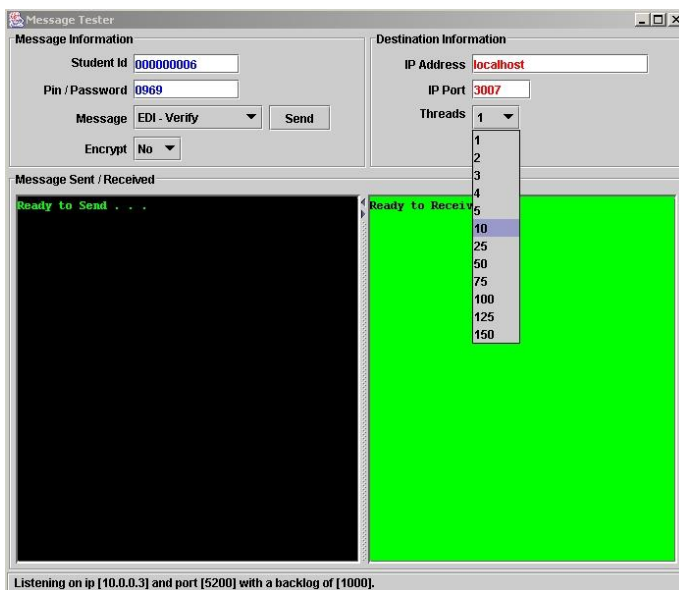 Message Tester
Message Information
Student Id 000000006
Pin / Password 0969
Message EDI - Verify Send
Encrypt No
Destination Information
IP Address localhost
IP Port 3007
Threads 1
1
2
3
4
5
10
25
50
75
100
125
150
Message Sent / Received
Ready to Send . . .
Ready to Receiv
Listening on ip [10.0.0.3] and port [5200] with a backlog of [1000].